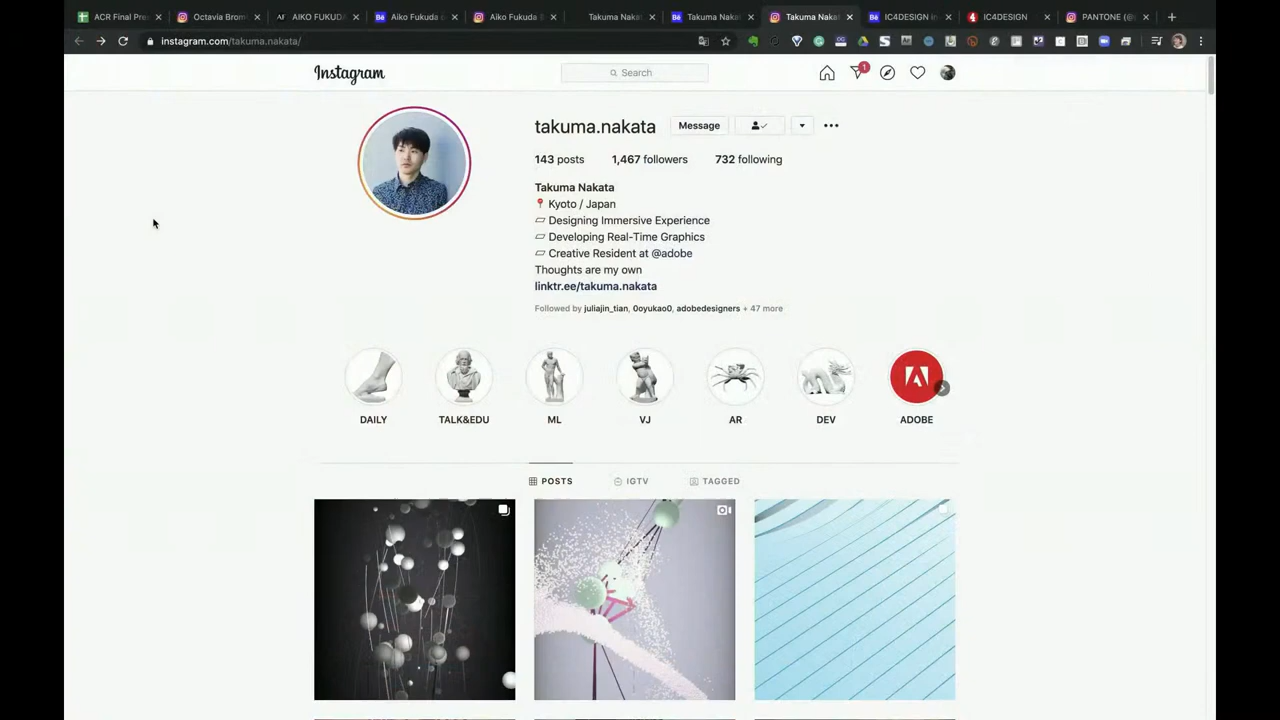 ACR Final Pres
Octavia Brom
AIKO FUKUDA
Aiko Fukuda
Aiko Fukuda
Takuma Naka
Takuma Naka
Takuma Naka
IC4DESIGN
IC4DESIGN
PANTONE
instagram.com/takuma.nakata/
Instagram
Search
1
takuma.nakata
Message
143 posts
1,467 followers
732 following
Takuma Nakata
Kyoto / Japan
Designing Immersive Experience
Developing Real-Time Graphics
Creative Resident at @adobe
Thoughts are my own
linktr.ee/takuma.nakata
Followed by juliajin_tian, 0oyukao0, adobedesigners + 47 more
DAILY
TALK&EDU
ML
VJ
AR
DEV
ADOBE
POSTS
IGTV
TAGGED